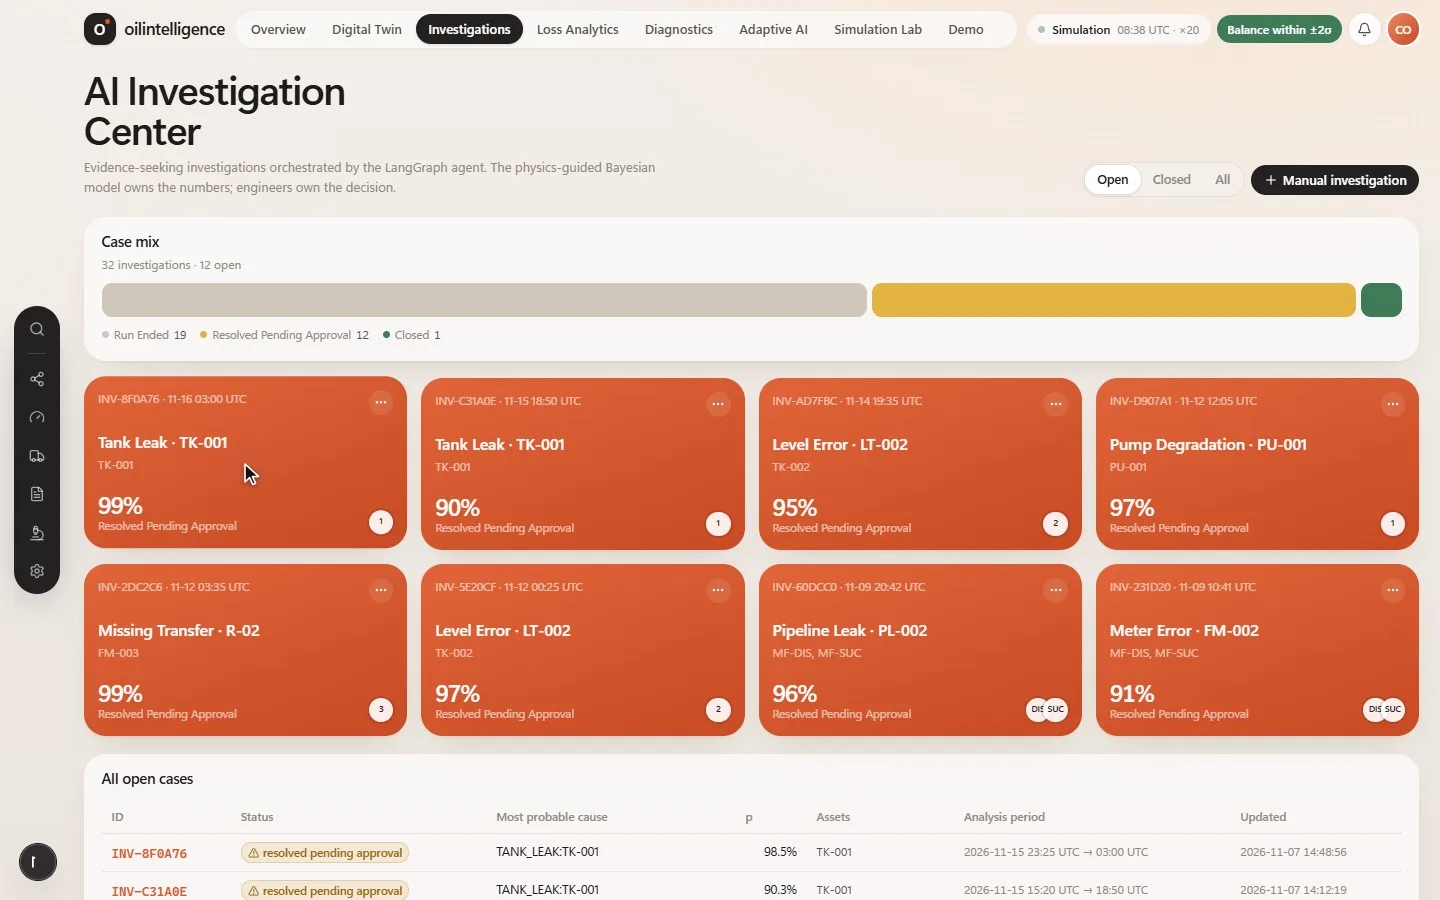 oilintelligence
Overview Digital Twin Investigations Loss Analytics Diagnostics Adaptive AI Simulation Lab Demo
Simulation 08:38 UTC · ×20
Balance within ±2σ
CO
AI Investigation
Center
Evidence-seeking investigations orchestrated by the LangGraph agent. The physics-guided Bayesian
model owns the numbers; engineers own the decision.
Open Closed All
+ Manual investigation
Case mix
32 investigations · 12 open
Run Ended 19 Resolved Pending Approval 12 Closed 1
INV-8F0A76 · 11-16 03:00 UTC
Tank Leak · TK-001
TK-001
99%
Resolved Pending Approval
1
INV-C31A0E · 11-15 18:50 UTC
Tank Leak · TK-001
TK-001
90%
Resolved Pending Approval
1
INV-AD7FBC · 11-14 19:35 UTC
Level Error · LT-002
TK-002
95%
Resolved Pending Approval
2
INV-D907A1 · 11-12 12:05 UTC
Pump Degradation · PU-001
PU-001
97%
Resolved Pending Approval
1
INV-2DC2C6 · 11-12 03:35 UTC
Missing Transfer · R-02
FM-003
99%
Resolved Pending Approval
3
INV-5E20CF · 11-12 00:25 UTC
Level Error · LT-002
TK-002
97%
Resolved Pending Approval
2
INV-60DCC0 · 11-09 20:42 UTC
Pipeline Leak · PL-002
MF-DIS, MF-SUC
96%
Resolved Pending Approval
DIS SUC
INV-231D20 · 11-09 10:41 UTC
Meter Error · FM-002
MF-DIS, MF-SUC
91%
Resolved Pending Approval
DIS SUC
All open cases
ID Status Most probable cause p Assets Analysis period Updated
INV-8F0A76 resolved pending approval TANK_LEAK:TK-001 98.5% TK-001 2026-11-15 23:25 UTC → 03:00 UTC 2026-11-07 14:48:56
INV-C31A0E resolved pending approval TANK_LEAK:TK-001 90.3% TK-001 2026-11-15 15:20 UTC → 18:50 UTC 2026-11-07 14:12:19